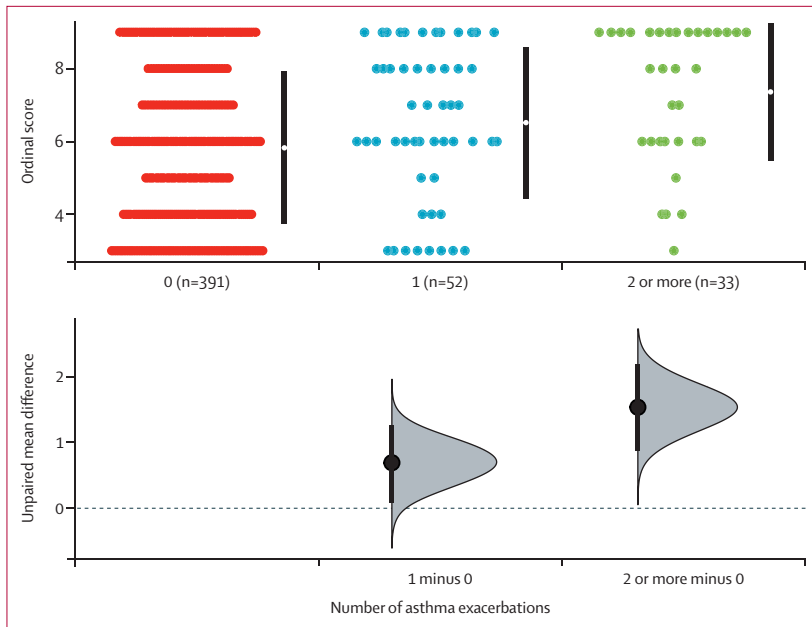 Ordinal score
8
6
4
0 (n=391)
1 (n=52)
2 or more (n=33)
Unpaired mean difference
2
1
0
1 minus 0
2 or more minus 0
Number of asthma exacerbations